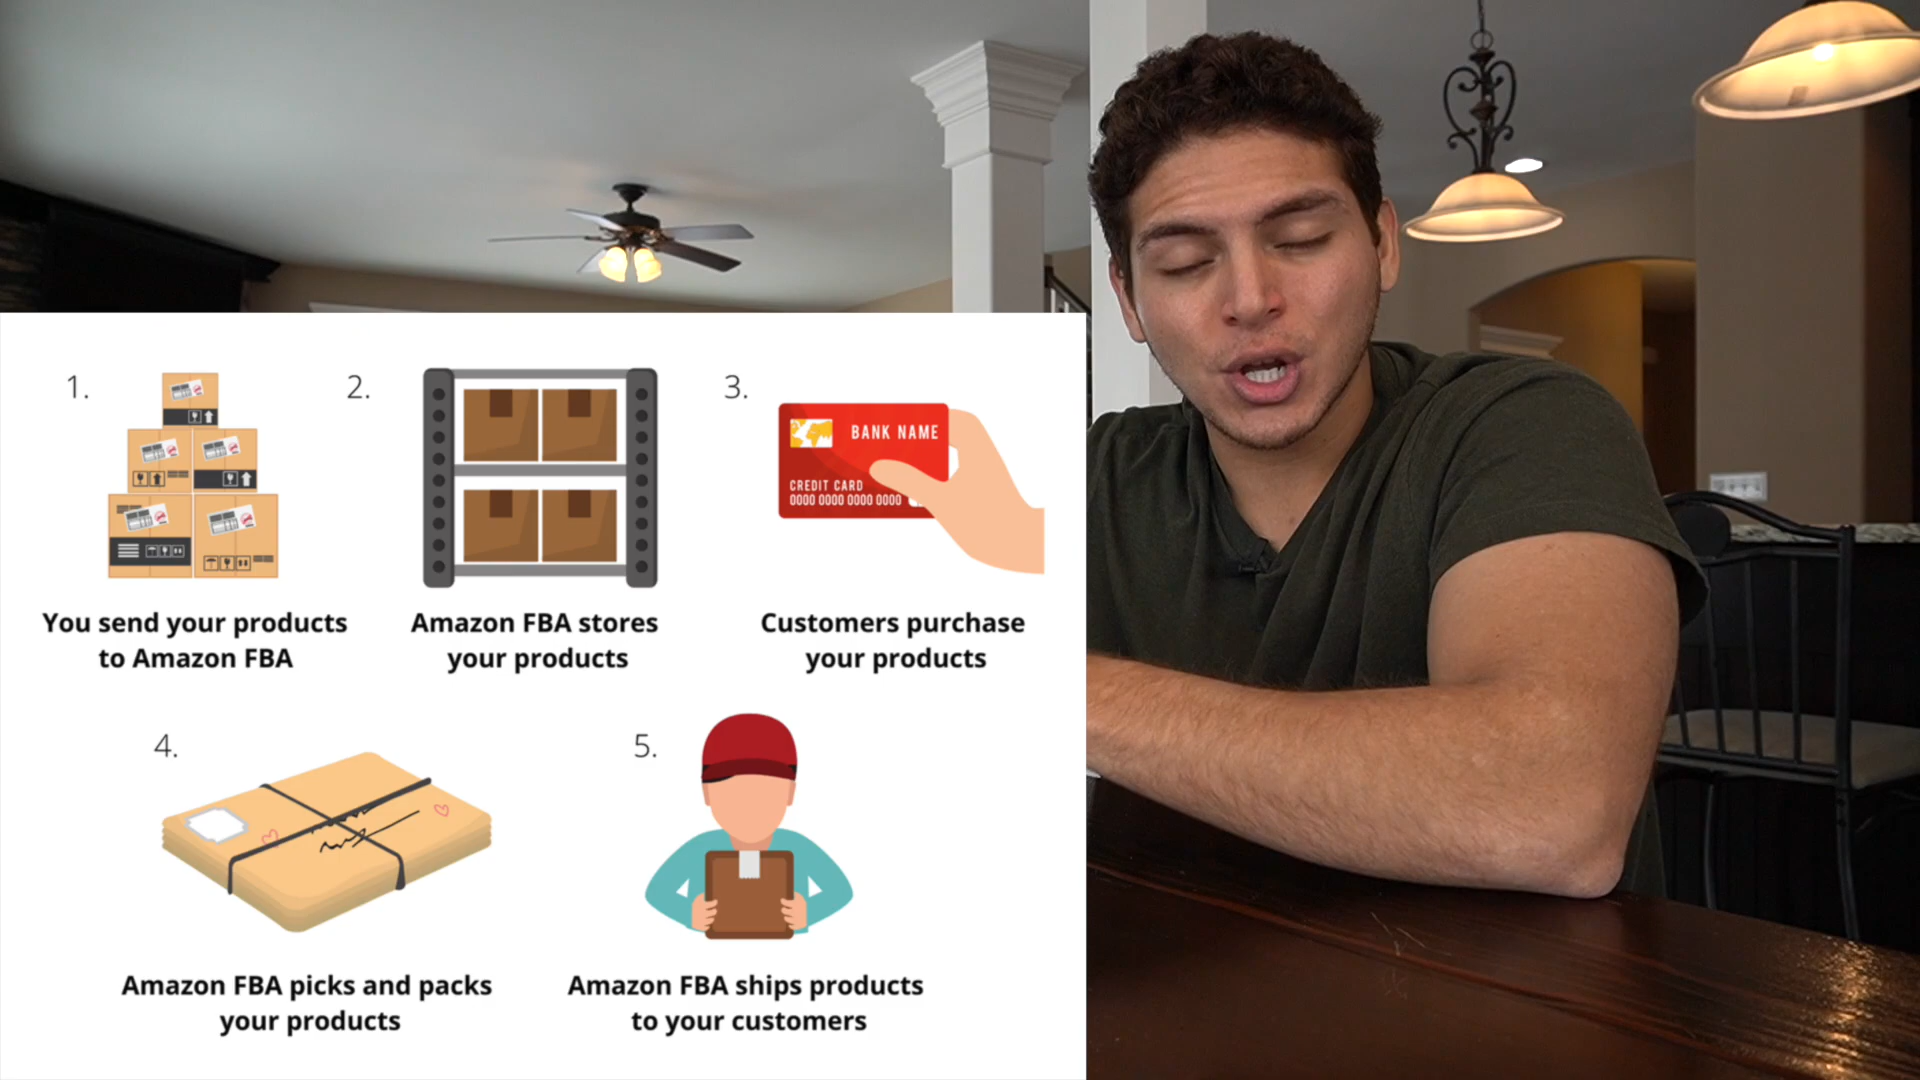 1.
2.
3.
BANK NAME
CREDIT CARD
0000 0000 0000 0000
You send your products
to Amazon FBA
Amazon FBA stores
your products
Customers purchase
your products
4.
5.
Amazon FBA picks and packs
your products
Amazon FBA ships products
to your customers